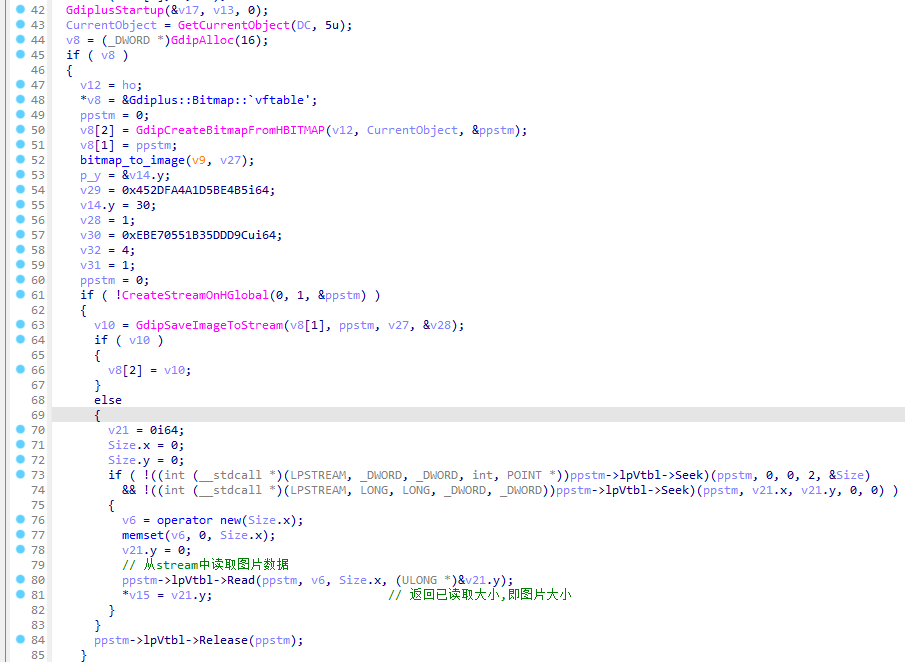 42 GdiplusStartup(&v17, v13, 0);
43 CurrentObject = GetCurrentObject(DC, 5u);
44 v8 = (_DWORD *)GdipAlloc(16);
45 if ( v8 )
46 {
47 v12 = ho;
48 *v8 = &Gdiplus::Bitmap::`vftable';
49 ppstm = 0;
50 v8[2] = GdipCreateBitmapFromHBITMAP(v12, CurrentObject, &ppstm);
51 v8[1] = ppstm;
52 bitmap_to_image(v9, v27);
53 p_y = &v14.y;
54 v29 = 0x452DFA4A1D5BE4B5i64;
55 v14.y = 30;
56 v28 = 1;
57 v30 = 0xEBE70551B35DDD9Cui64;
58 v32 = 4;
59 v31 = 1;
60 ppstm = 0;
61 if ( !CreateStreamOnHGlobal(0, 1, &ppstm) )
62 {
63 v10 = GdipSaveImageToStream(v8[1], ppstm, v27, &v28);
64 if ( v10 )
65 {
66 v8[2] = v10;
67 }
68 else
69 {
70 v21 = 0i64;
71 Size.x = 0;
72 Size.y = 0;
73 if ( !((int (__stdcall *)(LPSTREAM, _DWORD, _DWORD, int, POINT *))ppstm->lpVtbl->Seek)(ppstm, 0, 0, 2, &Size)
74 && !((int (__stdcall *)(LPSTREAM, LONG, LONG, _DWORD, _DWORD))ppstm->lpVtbl->Seek)(ppstm, v21.x, v21.y, 0, 0) )
75 {
76 v6 = operator new(Size.x);
77 memset(v6, 0, Size.x);
78 v21.y = 0;
79 // 从stream中读取图片数据
80 ppstm->lpVtbl->Read(ppstm, v6, Size.x, (ULONG *)&v21.y);
81 *v15 = v21.y; // 返回已读取大小,即图片大小
82 }
83 }
84 ppstm->lpVtbl->Release(ppstm);
85 }